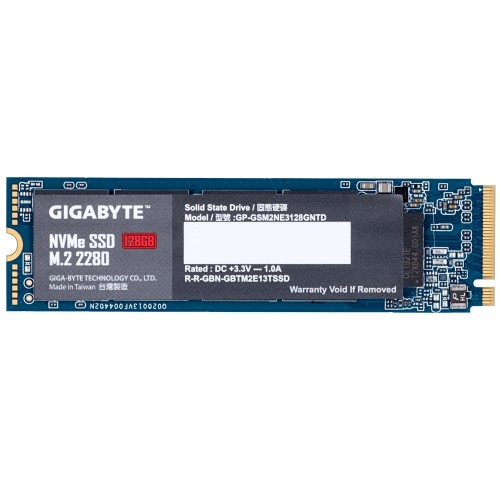 GIGABYTE™
NVMe SSD 128GB
M.2 2280
GIGA-BYTE TECHNOLOGY CO., LTD.
Made in Taiwan 台灣製造
Solid State Drive / 固態硬碟
Model / 型號 :GP-GSM2NE3128GNTD
Rated : DC +3.3V --- 1.0A
R-R-GBN-GBTM2E13TSSD
Warranty Void If Removed